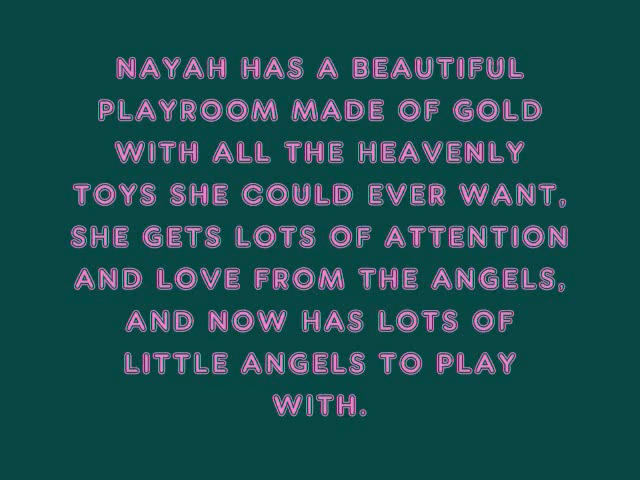 NAYAH HAS A BEAUTIFUL
PLAYROOM MADE OF GOLD
WITH ALL THE HEAVENLY
TOYS SHE COULD EVER WANT,
SHE GETS LOTS OF ATTENTION
AND LOVE FROM THE ANGELS,
AND NOW HAS LOTS OF
LITTLE ANGELS TO PLAY
WITH.